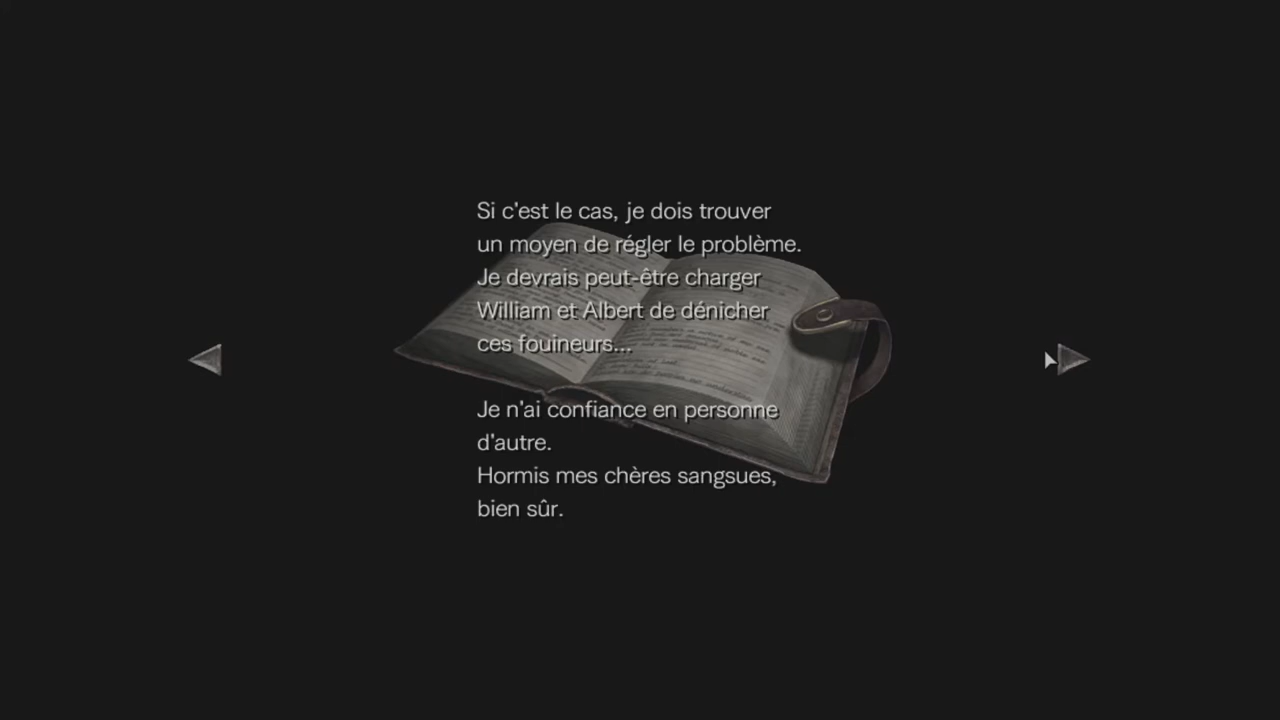 Si c'est le cas, je dois trouver
un moyen de régler le problème.
Je devrais peut-être charger
William et Albert de dénicher
ces fouineurs...
Je n'ai confiance en personne
d'autre.
Hormis mes chères sangsues,
bien sûr.